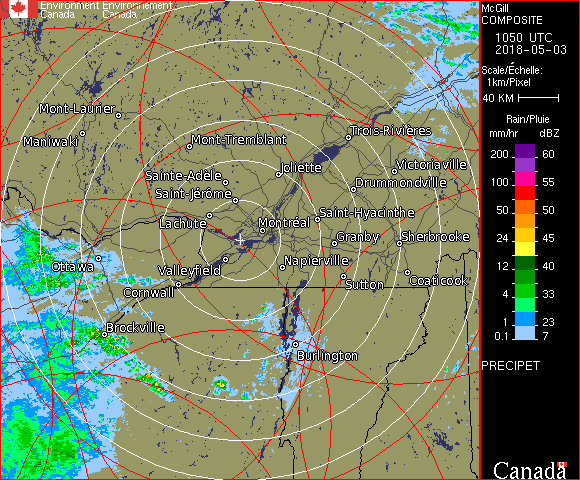 Environment Environnement
Canada Canada
McGill
COMPOSITE
1050 UTC
2018-05-03
Scale/Échelle:
1km/Pixel
40 KM
Rain/Pluie
mm/hr dBZ
200 60
150 57
100 55
50 50
24 45
12 40
4 33
1 23
0.1 7
PRECIPET
Canada
Mont-Laurier
Maniwaki
Mont-Tremblant
Trois-Rivières
Joliette
Victoriaville
Sainte-Adèle
Drummondville
Saint-Jérôme
Saint-Hyacinthe
Lachute
Montréal
Granby
Sherbrooke
Ottawa
Valleyfield
Napierville
Cornwall
Sutton
Coaticook
Brockville
Burlington